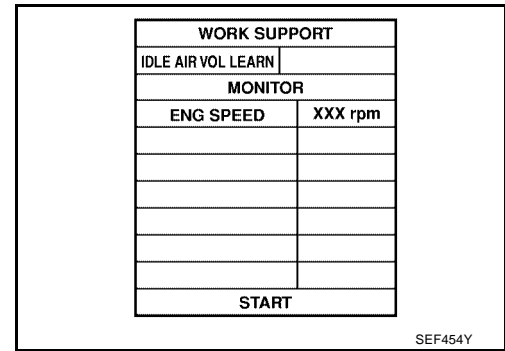 WORK SUPPORT
IDLE AIR VOL LEARN
MONITOR
ENG SPEED XXX rpm
START
SEF454Y